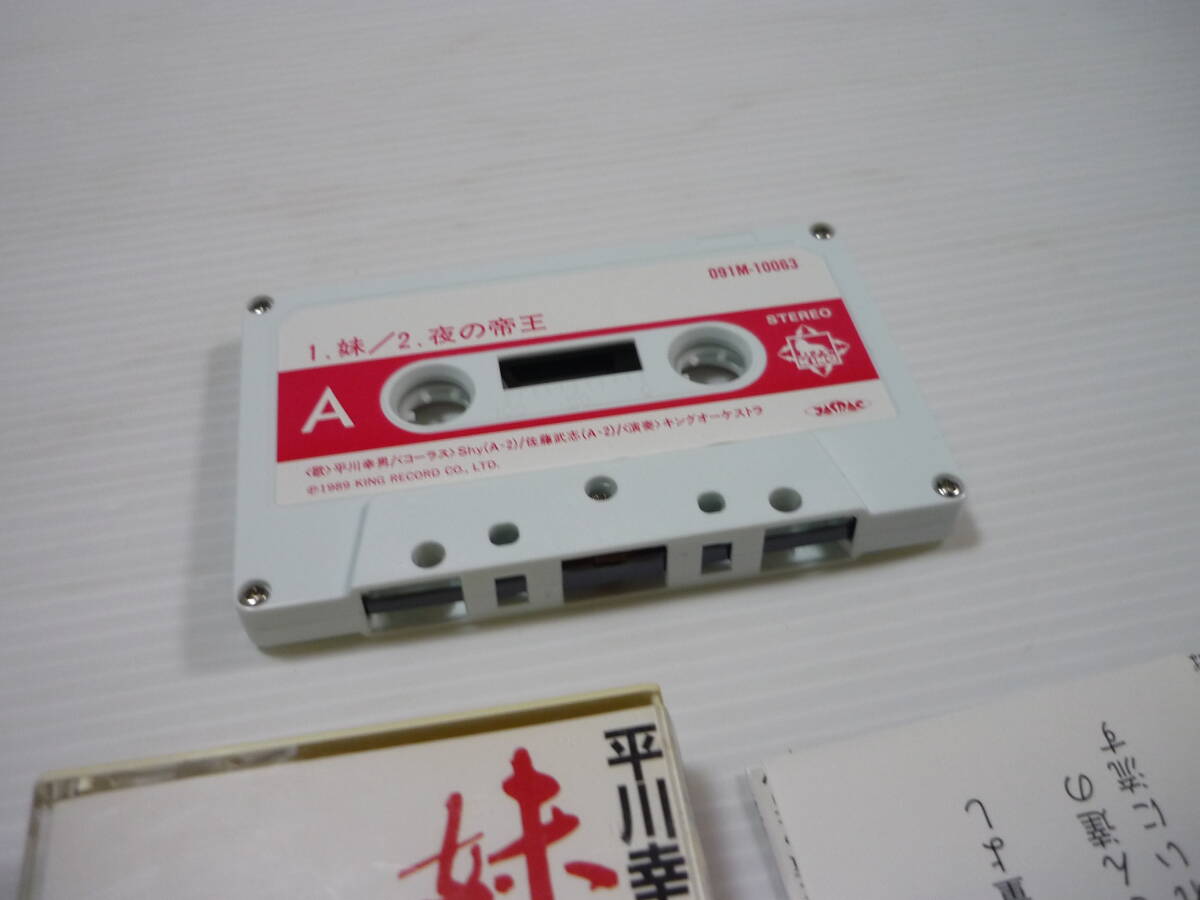 091M-10063
1. 妹／2. 夜の帝王
STEREO
A
JASRAC
〈歌〉平川幸男/〈コーラス〉Shy(A-2)/佐藤武志(A-2)/〈演奏〉キングオーケストラ
℗1989 KING RECORD CO., LTD.
平川幸
妹